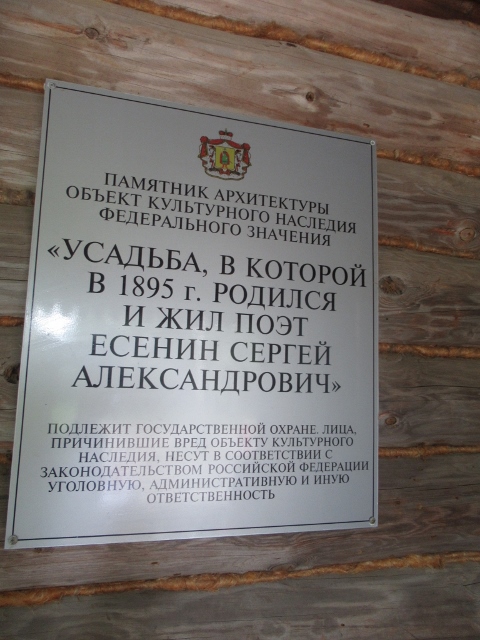 ПАМЯТНИК АРХИТЕКТУРЫ
ОБЪЕКТ КУЛЬТУРНОГО НАСЛЕДИЯ
ФЕДЕРАЛЬНОГО ЗНАЧЕНИЯ
«УСАДЬБА, В КОТОРОЙ
В 1895 г. РОДИЛСЯ
И ЖИЛ ПОЭТ
ЕСЕНИН СЕРГЕЙ
АЛЕКСАНДРОВИЧ»
ПОДЛЕЖИТ ГОСУДАРСТВЕННОЙ ОХРАНЕ. ЛИЦА,
ПРИЧИНИВШИЕ ВРЕД ОБЪЕКТУ КУЛЬТУРНОГО
НАСЛЕДИЯ, НЕСУТ В СООТВЕТСТВИИ С
ЗАКОНОДАТЕЛЬСТВОМ РОССИЙСКОЙ ФЕДЕРАЦИИ
УГОЛОВНУЮ, АДМИНИСТРАТИВНУЮ И ИНУЮ
ОТВЕТСТВЕННОСТЬ